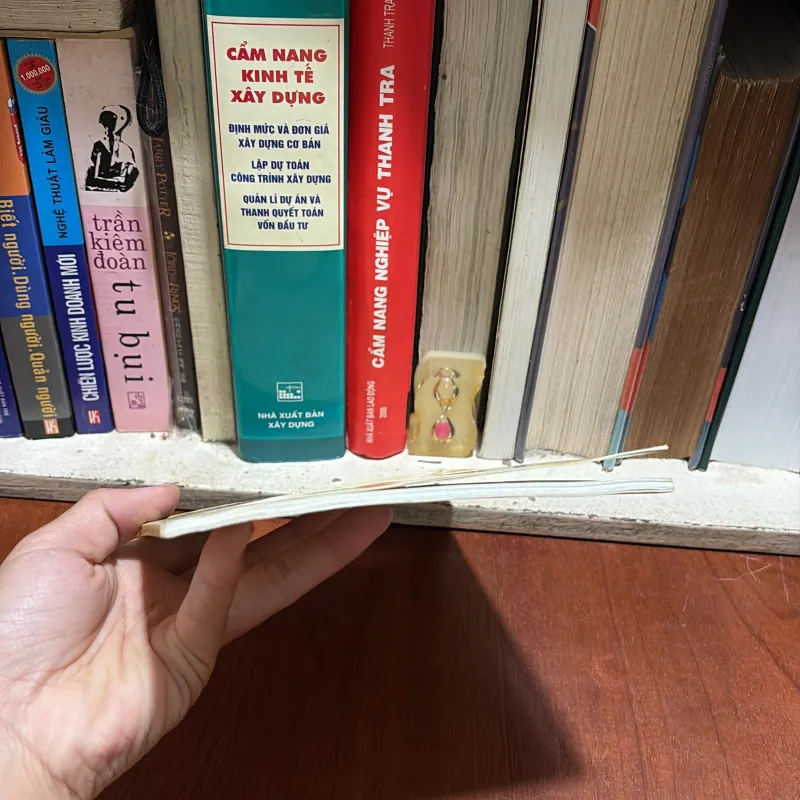 Biết người. Dùng người. Quản người
1.000.000
NGHỆ THUẬT LÀM GIÀU
CHIẾN LƯỢC KINH DOANH MỚI
trần
kiêm
đoàn
tu bụi
CẨM NANG
KINH TẾ
XÂY DỰNG
ĐỊNH MỨC VÀ ĐƠN GIÁ
XÂY DỰNG CƠ BẢN
LẬP DỰ TOÁN
CÔNG TRÌNH XÂY DỰNG
QUẢN LÍ DỰ ÁN VÀ
THANH QUYẾT TOÁN
VỐN ĐẦU TƯ
NHÀ XUẤT BẢN
XÂY DỰNG
THANH TRA
CẨM NANG NGHIỆP VỤ THANH TRA
NHÀ XUẤT BẢN LAO ĐỘNG